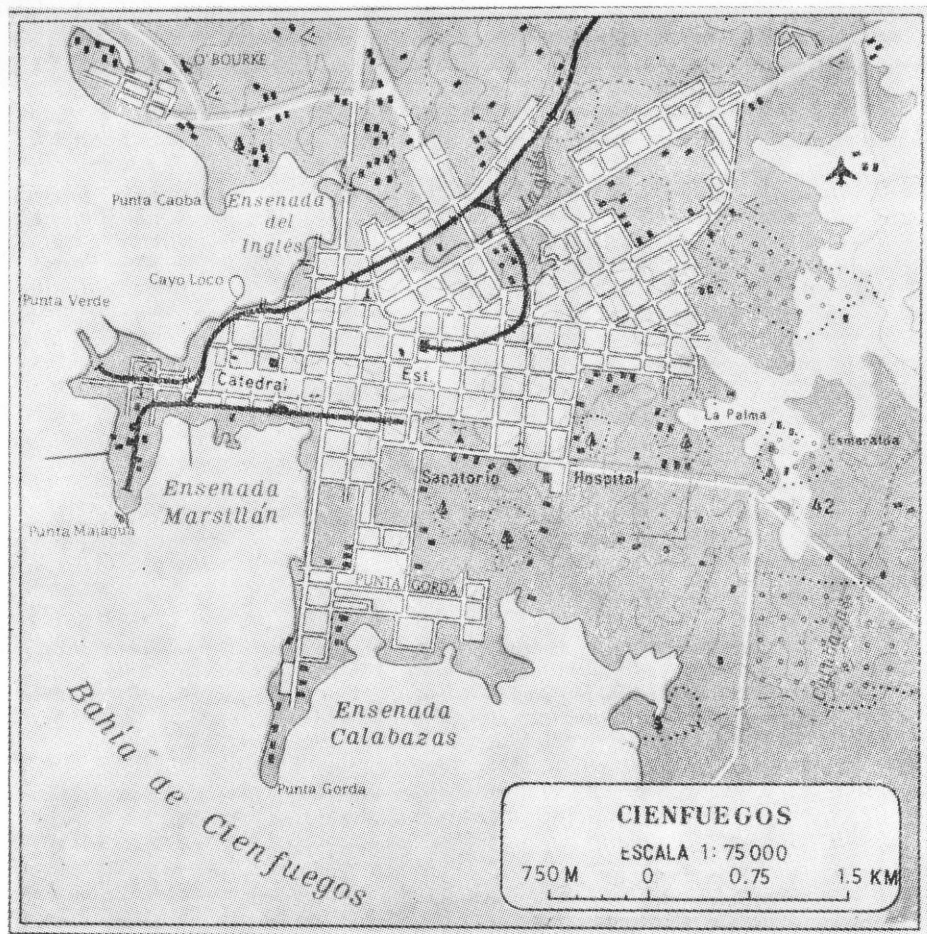 O'BOURKE
Punta Caoba
Ensenada
del
Inglés
Inglés
Cayo Loco
Punta Verde
Catedral
Est
La Palma
Esmeralda
Ensenada
Marsillán
Sanatorio
Hospital
42
Punta Majagua
PUNTA GORDA
Ensenada
Calabazas
Punta Gorda
Bahía de Cienfuegos
CIENFUEGOS
ESCALA 1:75 000
750 M 0 0.75 1.5 KM